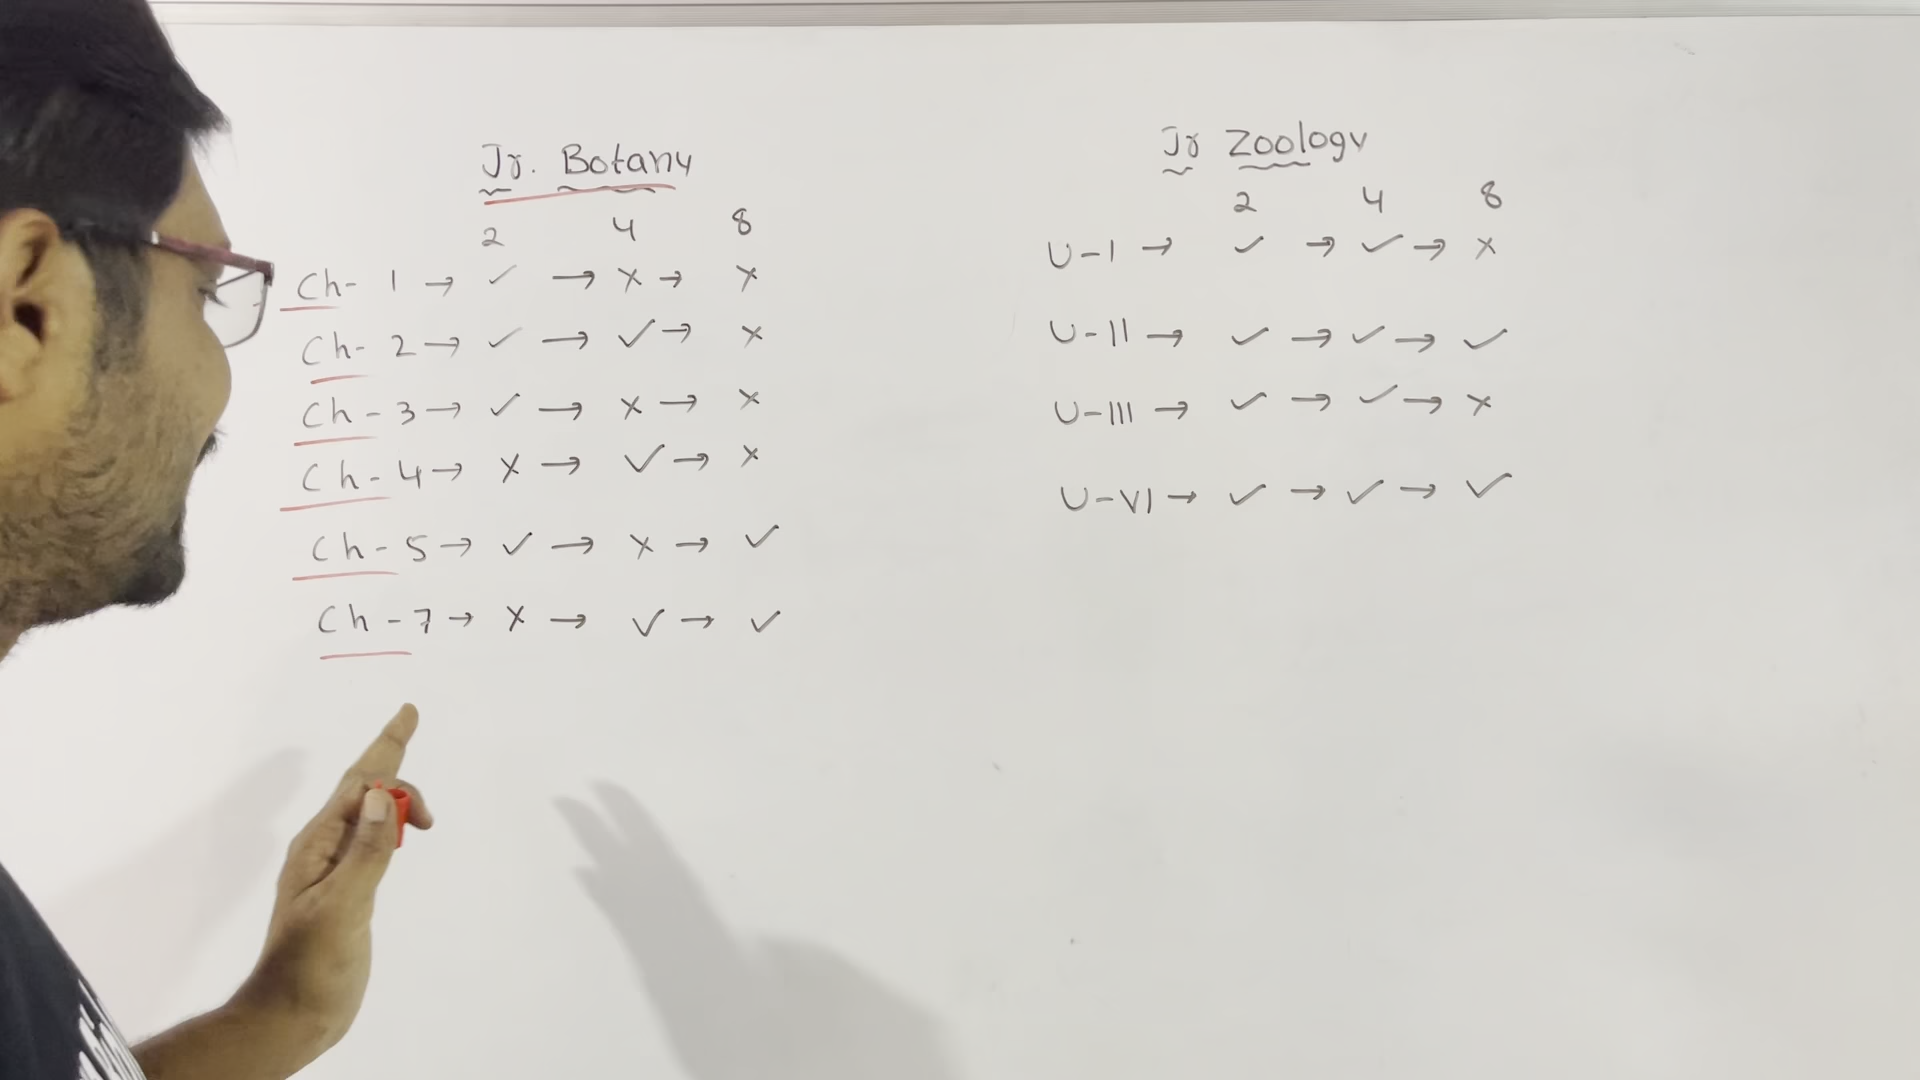 Jr. Botany
2 4 8
Ch- 1 → ✓ → × → ×
Ch- 2 → ✓ → ✓ → ×
Ch - 3 → ✓ → × → ×
Ch - 4 → × → ✓ → ×
Ch - 5 → ✓ → × → ✓
Ch - 7 → × → ✓ → ✓
Jr Zoology
2 4 8
U-I → ✓ → ✓ → ×
U-II → ✓ → ✓ → ✓
U-III → ✓ → ✓ → ×
U-VI → ✓ → ✓ → ✓